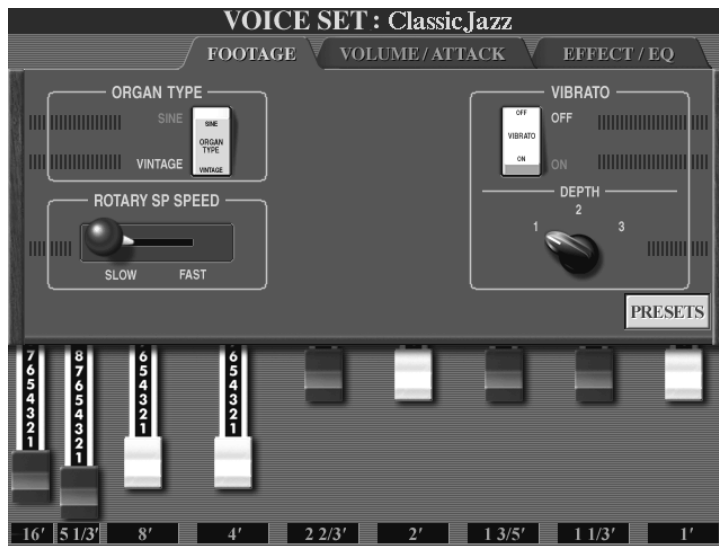 VOICE SET : ClassicJazz
FOOTAGE VOLUME / ATTACK EFFECT / EQ
ORGAN TYPE
SINE
VINTAGE
SINE
ORGAN
TYPE
VINTAGE
ROTARY SP SPEED
SLOW FAST
VIBRATO
OFF
VIBRATO
ON
OFF
ON
DEPTH
1 2 3
PRESETS
7 6 5 4 3 2 1
8 7 6 5 4 3 2 1
6 5 4 3 2 1
6 5 4 3 2 1
16' 5 1/3' 8' 4' 2 2/3' 2' 1 3/5' 1 1/3' 1'